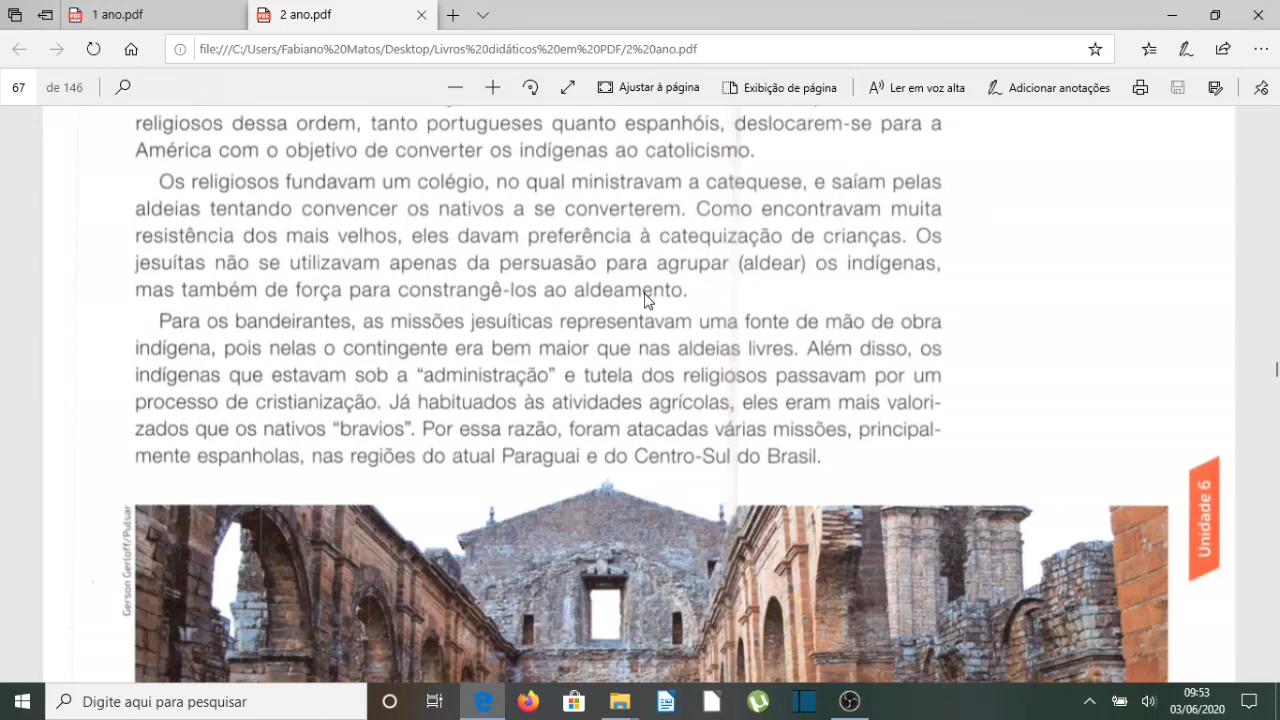 1 ano.pdf
2 ano.pdf
file:///C:/Users/Fabiano%20Matos/Desktop/Livros%20didáticos%20em%20PDF/2%20ano.pdf
67 de 146
Ajustar à página
Exibição de página
Ler em voz alta
Adicionar anotações
religiosos dessa ordem, tanto portugueses quanto espanhóis, deslocarem-se para a
América com o objetivo de converter os indígenas ao catolicismo.
Os religiosos fundavam um colégio, no qual ministravam a catequese, e saíam pelas
aldeias tentando convencer os nativos a se converterem. Como encontravam muita
resistência dos mais velhos, eles davam preferência à catequização de crianças. Os
jesuítas não se utilizavam apenas da persuasão para agrupar (aldear) os indígenas,
mas também de força para constrangê-los ao aldeamento.
Para os bandeirantes, as missões jesuíticas representavam uma fonte de mão de obra
indígena, pois nelas o contingente era bem maior que nas aldeias livres. Além disso, os
indígenas que estavam sob a “administração” e tutela dos religiosos passavam por um
processo de cristianização. Já habituados às atividades agrícolas, eles eram mais valori-
zados que os nativos “bravios”. Por essa razão, foram atacadas várias missões, principal-
mente espanholas, nas regiões do atual Paraguai e do Centro-Sul do Brasil.
Gerson Gerloff/Pulsar
Unidade 6
Digite aqui para pesquisar
09:53
03/06/2020